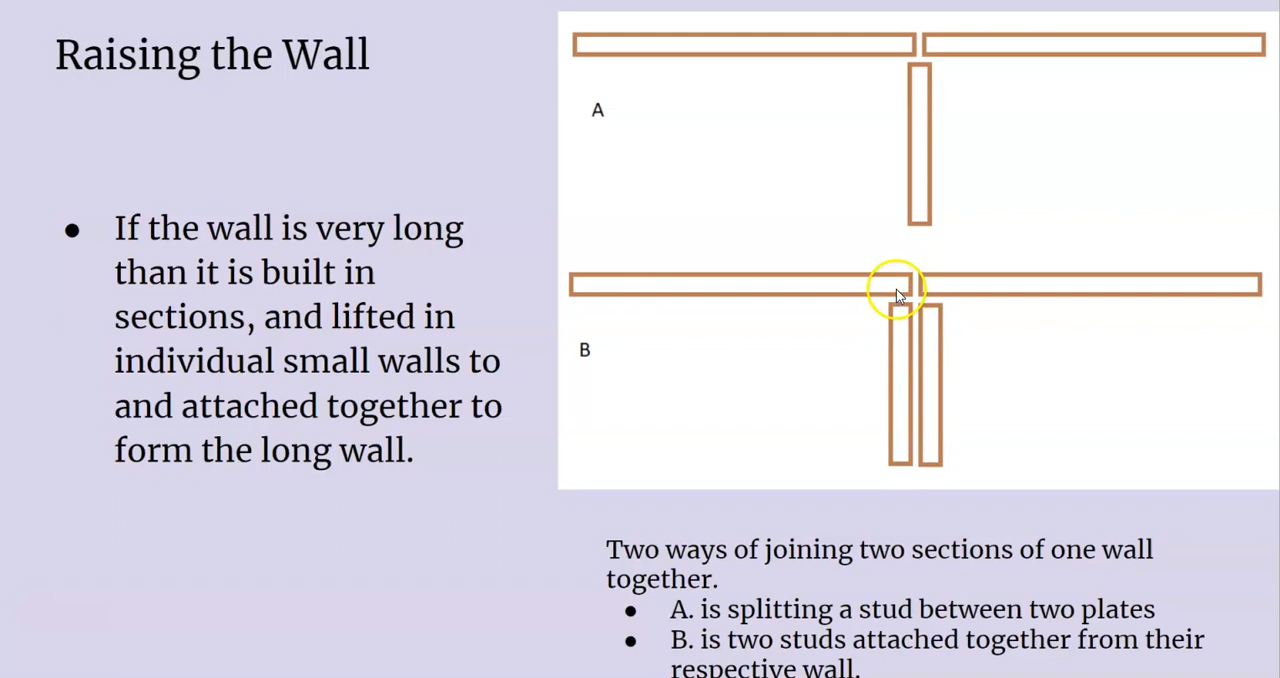 Raising the Wall
● If the wall is very long
than it is built in
sections, and lifted in
individual small walls to
and attached together to
form the long wall.
A
B
Two ways of joining two sections of one wall
together.
● A. is splitting a stud between two plates
● B. is two studs attached together from their
respective wall.